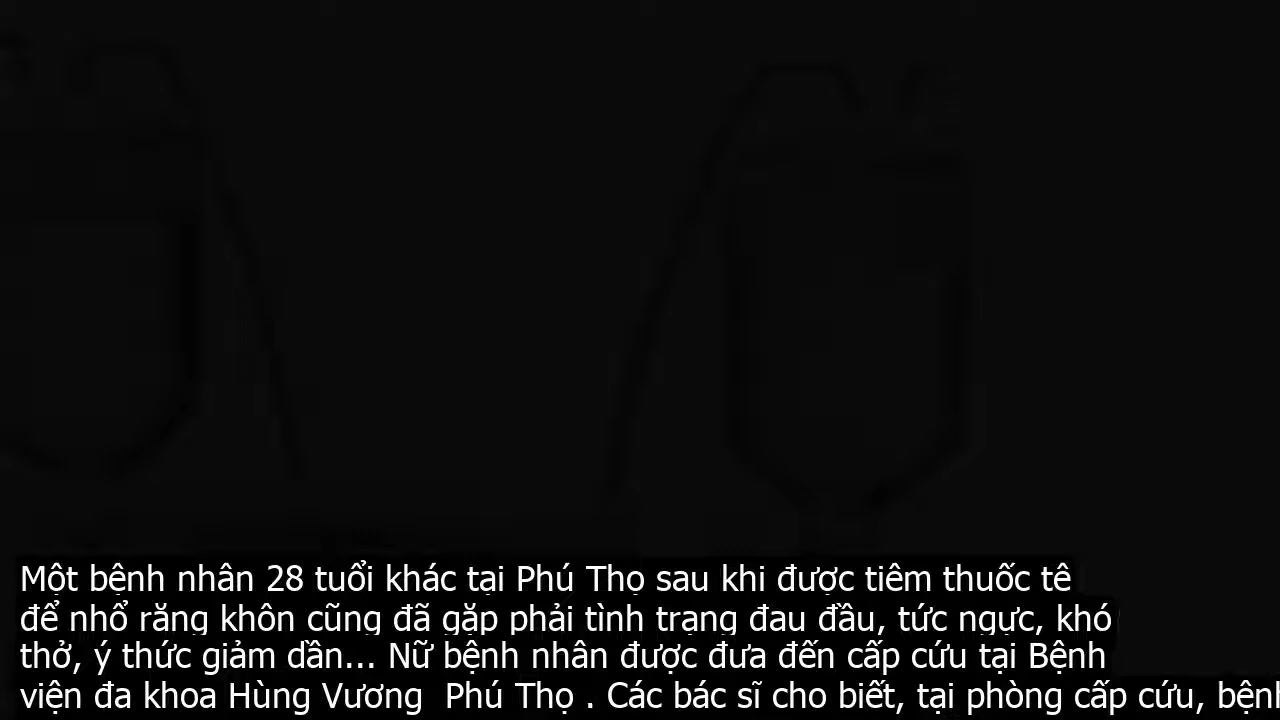 Một bệnh nhân 28 tuổi khác tại Phú Thọ sau khi được tiêm thuốc tê
để nhổ răng khôn cũng đã gặp phải tình trạng đau đầu, tức ngực, khó
thở, ý thức giảm dần... Nữ bệnh nhân được đưa đến cấp cứu tại Bệnh
viện đa khoa Hùng Vương  Phú Thọ . Các bác sĩ cho biết, tại phòng cấp cứu,